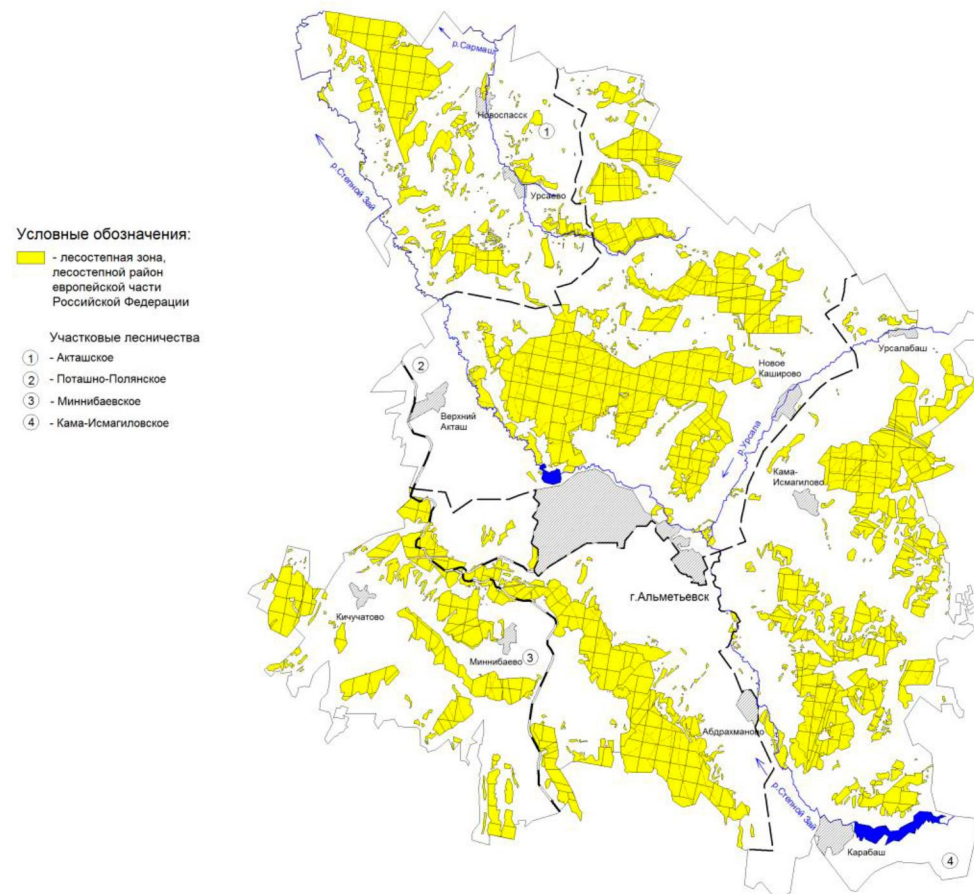 р.Сармаш
Новоспасск
1
р.Степной Зай
Урсаево
Условные обозначения:
- лесостепная зона,
лесостепной район
европейской части
Российской Федерации
Участковые лесничества
1 - Акташское
2 - Поташно-Полянское
3 - Миннибаевское
4 - Кама-Исмагиловское
2
Верхний
Акташ
Урсалабаш
Новое
Каширово
р.Урсала
Кама-
Исмагилово
г.Альметьевск
Кичучатово
Миннибаево
3
Абдрахманово
р.Степной Зай
Карабаш
4